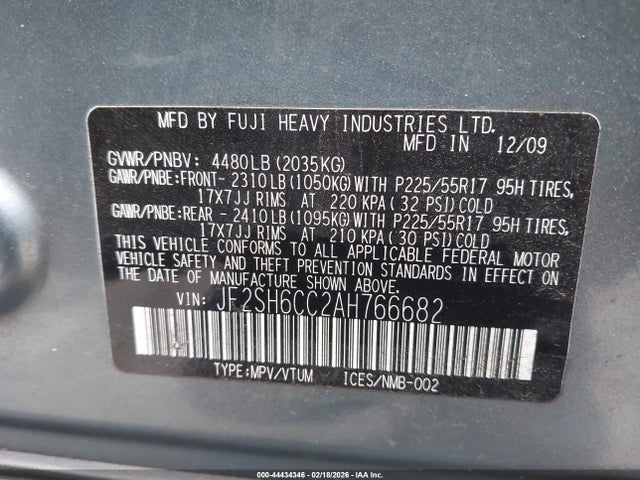 MFD BY FUJI HEAVY INDUSTRIES LTD.
MFD IN 12/09
GVWR/PNBV: 4480LB (2035KG)
GAWR/PNBE:FRONT- 2310LB(1050KG)WITH P225/55R17 95H TIRES,
17X7JJ RIMS AT 220 KPA (32 PSI)COLD
GAWR/PNBE:REAR - 2410LB(1095KG)WITH P225/55R17 95H TIRES,
17X7JJ RIMS AT 210 KPA (30 PSI)COLD
THIS VEHICLE CONFORMS TO ALL APPLICABLE FEDERAL MOTOR
VEHICLE SAFETY AND THEFT PREVENTION STANDARDS IN EFFECT ON
THE DATE OF MANUFACTURE SHOWN ABOVE.
VIN: JF2SH6CC2AH766682
TYPE:MPV/VTUM ICES/NMB-002
000-44434346 - 02/18/2026 - IAA Inc.